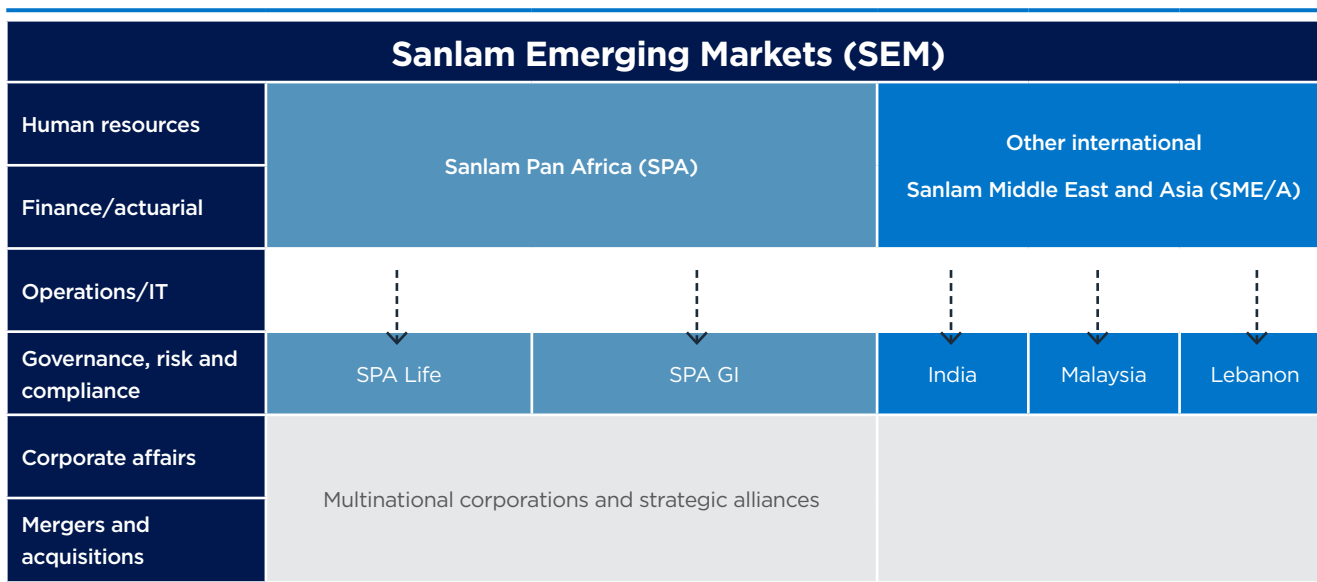 Sanlam Emerging Markets (SEM)
Human resources
Finance/actuarial
Operations/IT
Governance, risk and
compliance
Corporate affairs
Mergers and
acquisitions
Sanlam Pan Africa (SPA)
Other international
Sanlam Middle East and Asia (SME/A)
SPA Life
SPA GI
India
Malaysia
Lebanon
Multinational corporations and strategic alliances